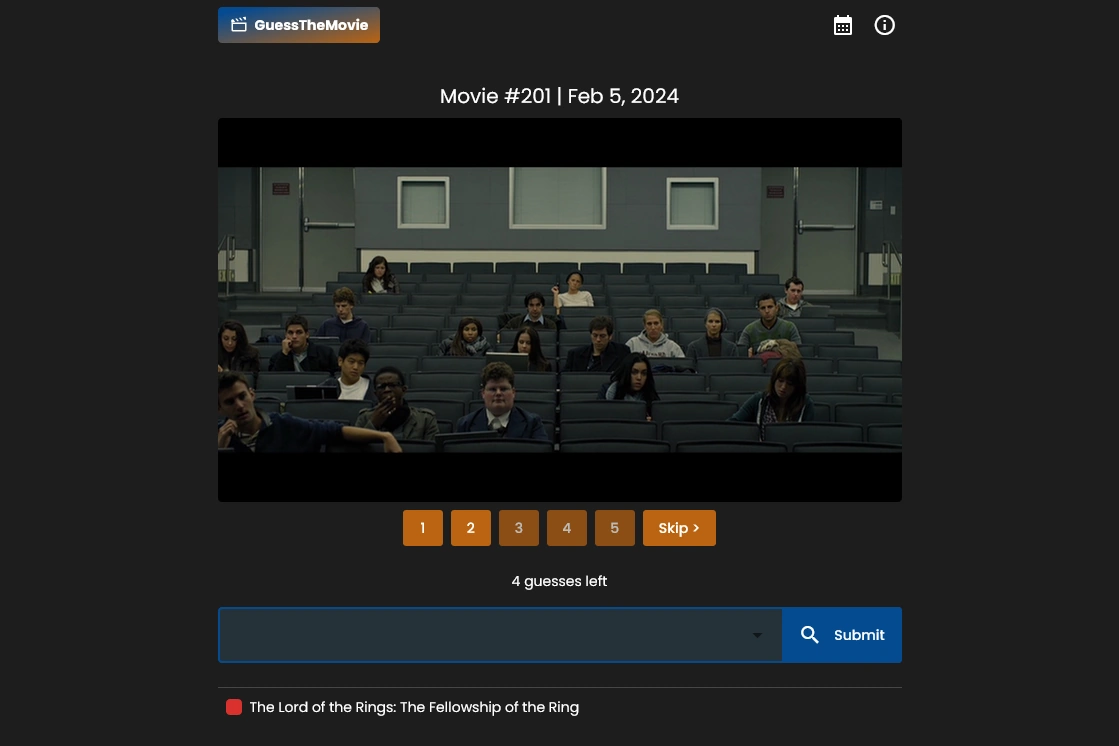 GuessTheMovie
Movie #201 | Feb 5, 2024
1 2 3 4 5 Skip >
4 guesses left
Submit
The Lord of the Rings: The Fellowship of the Ring